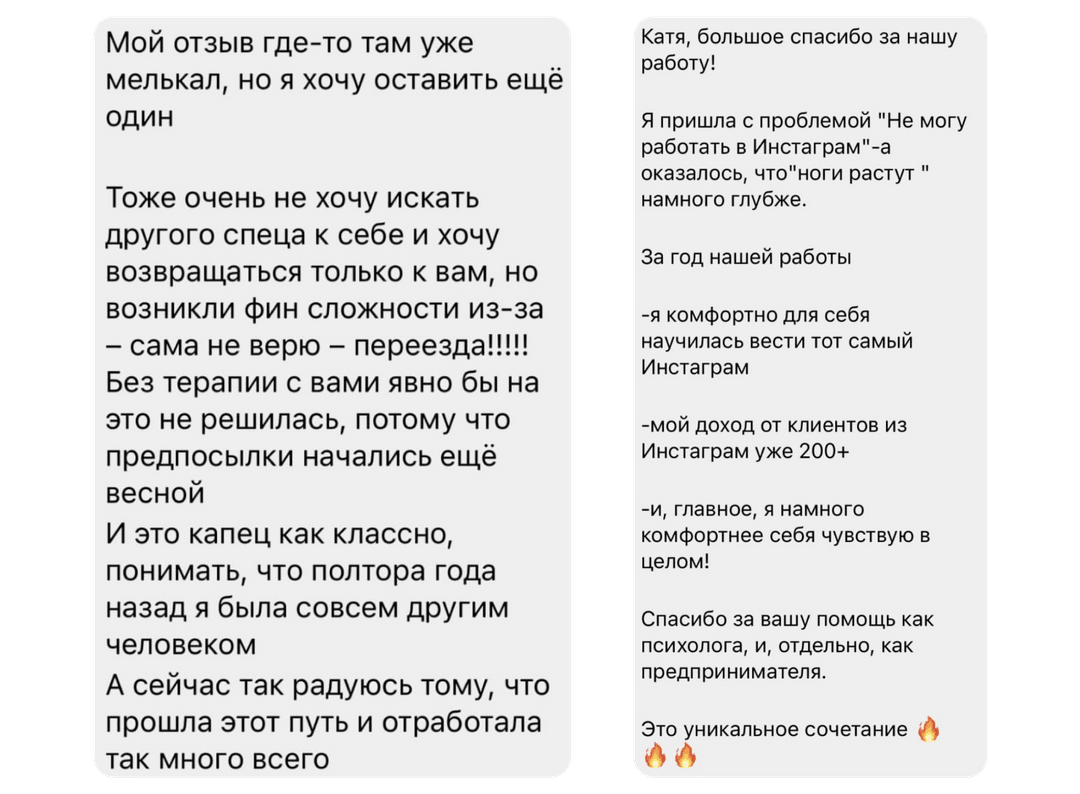 Мой отзыв где-то там уже
мелькал, но я хочу оставить ещё
один
Тоже очень не хочу искать
другого спеца к себе и хочу
возвращаться только к вам, но
возникли фин сложности из-за
– сама не верю – переезда!!!!!
Без терапии с вами явно бы на
это не решилась, потому что
предпосылки начались ещё
весной
И это капец как классно,
понимать, что полтора года
назад я была совсем другим
человеком
А сейчас так радуюсь тому, что
прошла этот путь и отработала
так много всего
Катя, большое спасибо за нашу
работу!
Я пришла с проблемой "Не могу
работать в Инстаграм"-а
оказалось, что"ноги растут "
намного глубже.
За год нашей работы
-я комфортно для себя
научилась вести тот самый
Инстаграм
-мой доход от клиентов из
Инстаграм уже 200+
-и, главное, я намного
комфортнее себя чувствую в
целом!
Спасибо за вашу помощь как
психолога, и, отдельно, как
предпринимателя.
Это уникальное сочетание 🔥
🔥🔥